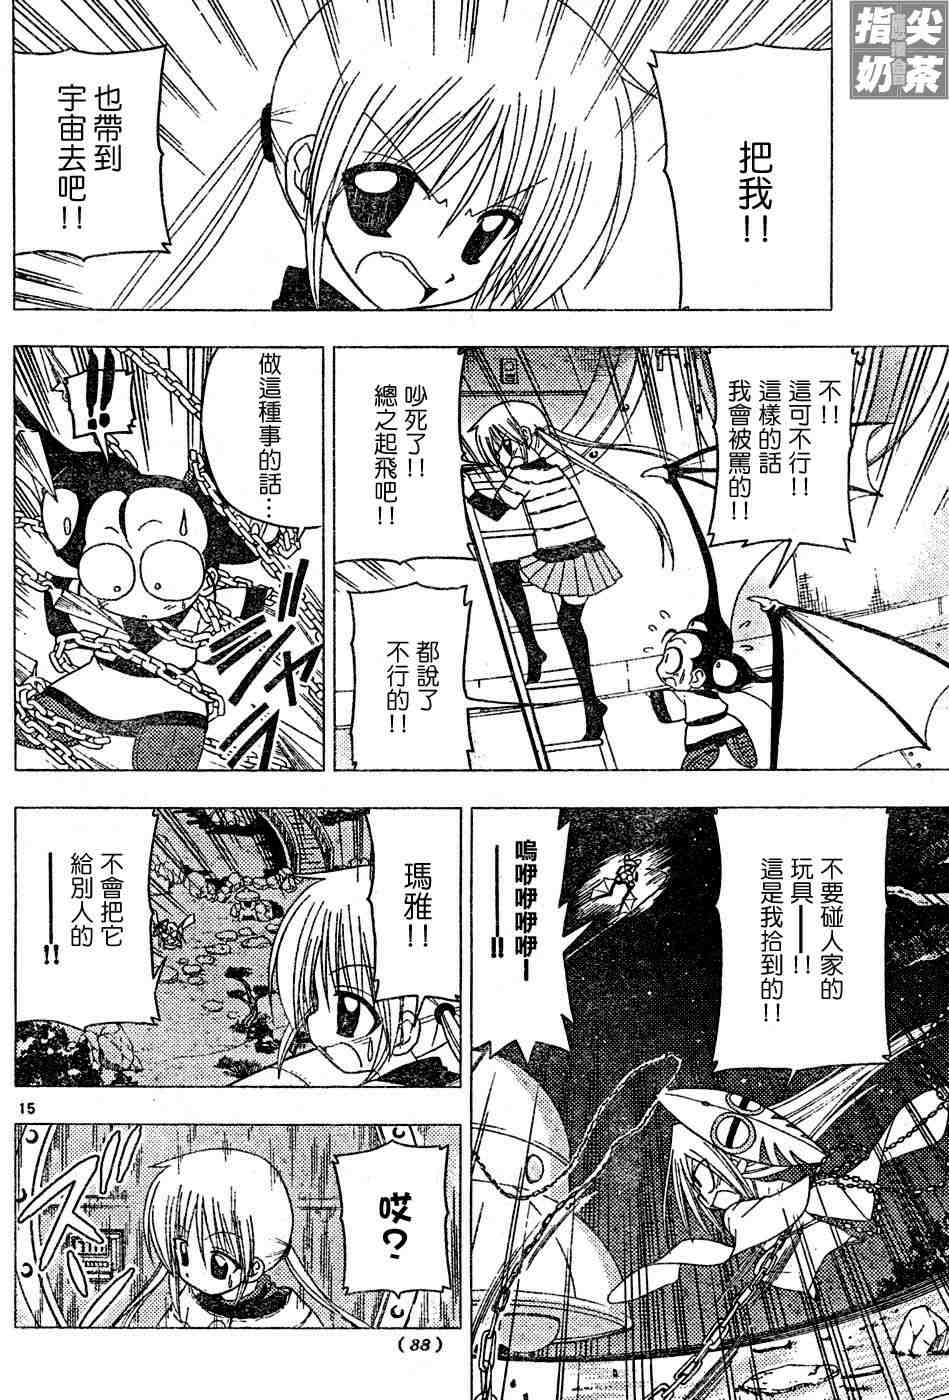 指尖
奶茶
把我!!
也帶到
宇宙去吧!!
不!!
這可不行!!
這樣的話
我會被罵的!!
吵死了!!
總之起飛吧!!
都說了
不行的!!
做這種事的話…
!!
不要碰人家的
玩具——!!
這是我拾到的!!
嗚咿咿咿咿——!!
瑪雅!!
不會把它
給別人的
——!!
15
哎?
(88)